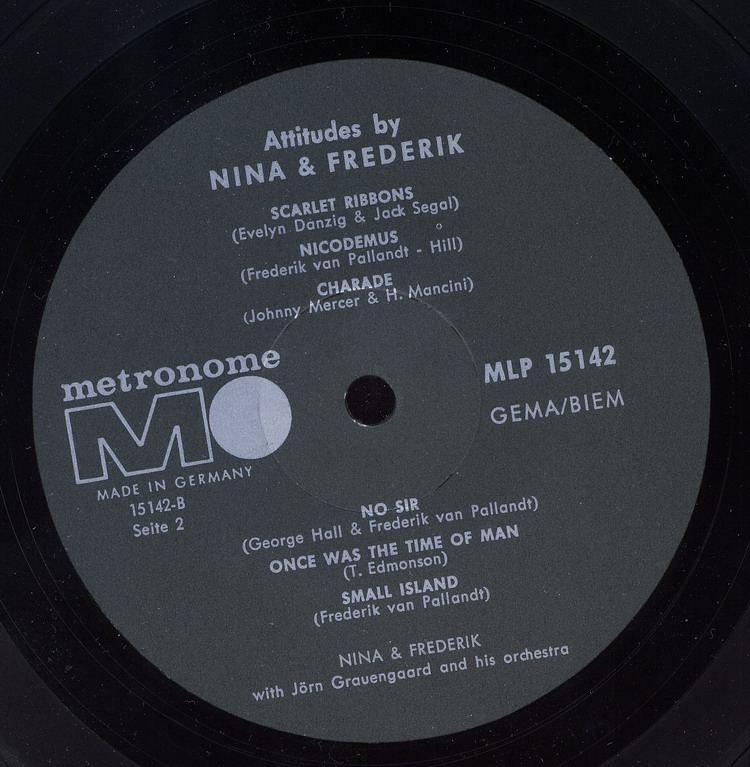 Attitudes by
NINA & FREDERIK
SCARLET RIBBONS
(Evelyn Danzig & Jack Segal)
NICODEMUS
(Frederik van Pallandt - Hill)
CHARADE
(Johnny Mercer & H. Mancini)
metronome
MO
MADE IN GERMANY
15142-B
Seite 2
MLP 15142
GEMA/BIEM
NO SIR
(George Hall & Frederik van Pallandt)
ONCE WAS THE TIME OF MAN
(T. Edmonson)
SMALL ISLAND
(Frederik van Pallandt)
NINA & FREDERIK
with Jörn Grauengaard and his orchestra